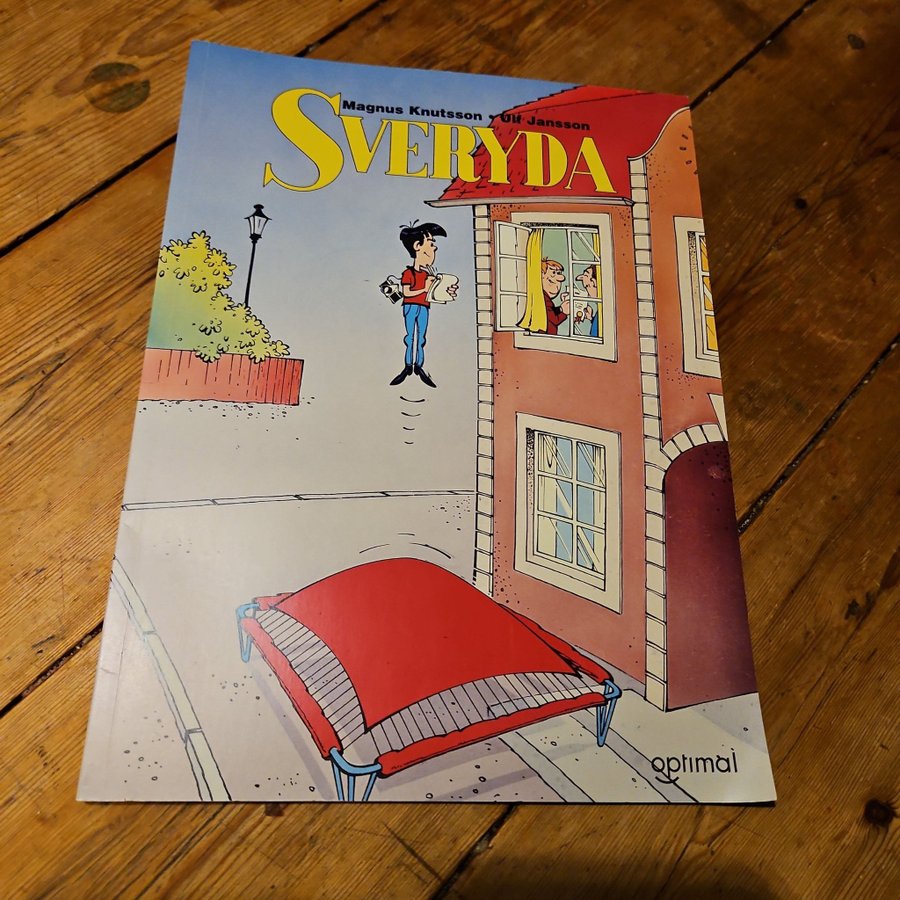 Magnus Knutsson • Ulf Jansson
SVERYDA
optimal